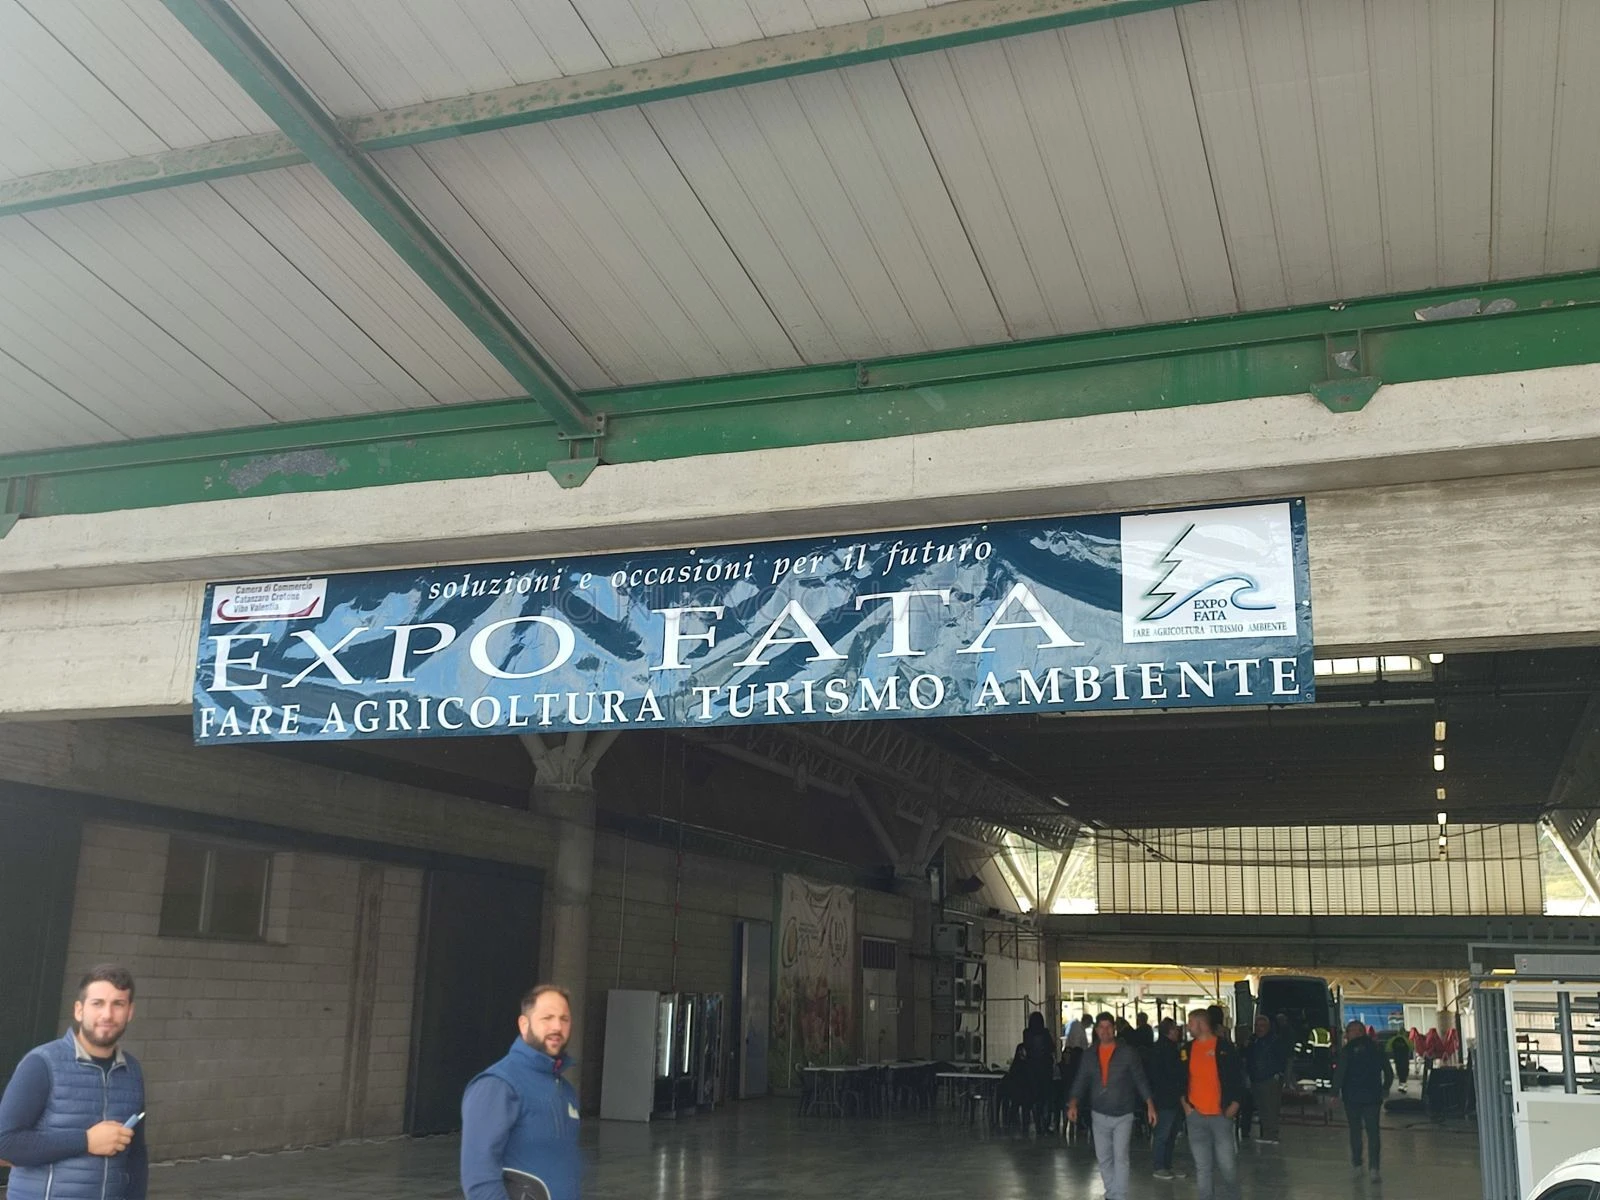 soluzioni e occasioni per il futuro
Camera di Commercio
Catanzaro Crotone
Vibo Valentia
EXPO FATA
FARE AGRICOLTURA TURISMO AMBIENTE
EXPO
FATA
FARE AGRICOLTURA TURISMO AMBIENTE